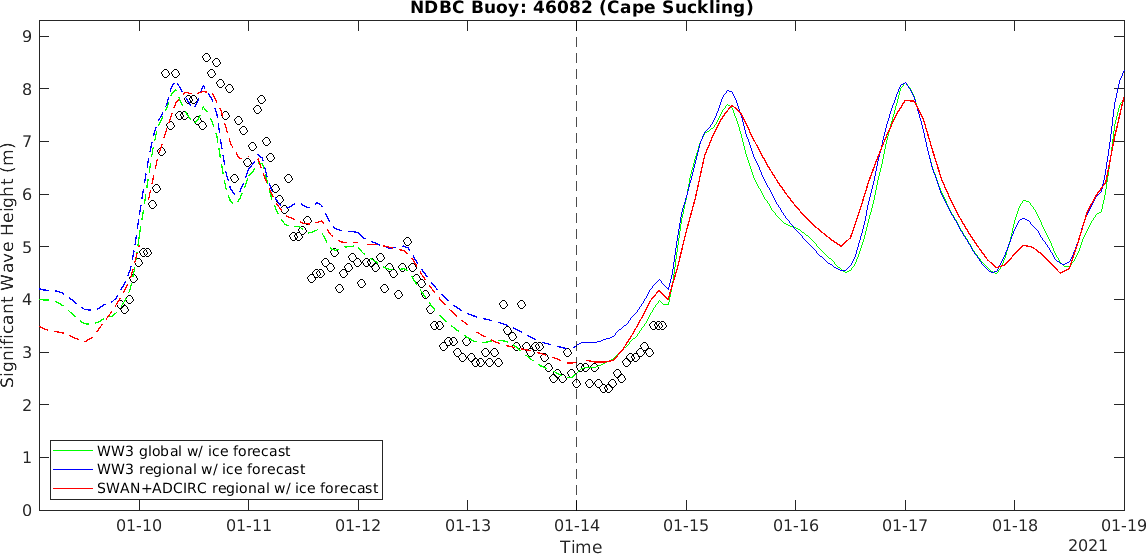 NDBC Buoy: 46082 (Cape Suckling)
Significant Wave Height (m)
9
8
7
6
5
4
3
2
1
0
WW3 global w/ ice forecast
WW3 regional w/ ice forecast
SWAN+ADCIRC regional w/ ice forecast
01-10 01-11 01-12 01-13 01-14 01-15 01-16 01-17 01-18 01-19
Time
2021